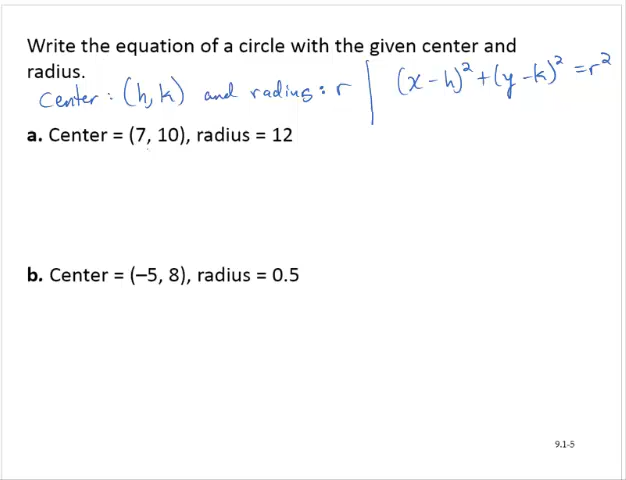 Write the equation of a circle with the given center and
radius.
center: (h, k) and radius: r | (x - h)² + (y - k)² = r²
a. Center = (7, 10), radius = 12
b. Center = (–5, 8), radius = 0.5
9.1-5